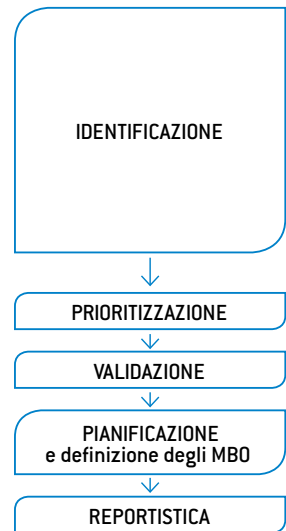 IDENTIFICAZIONE
PRIORITIZZAZIONE
VALIDAZIONE
PIANIFICAZIONE
e definizione degli MBO
REPORTISTICA